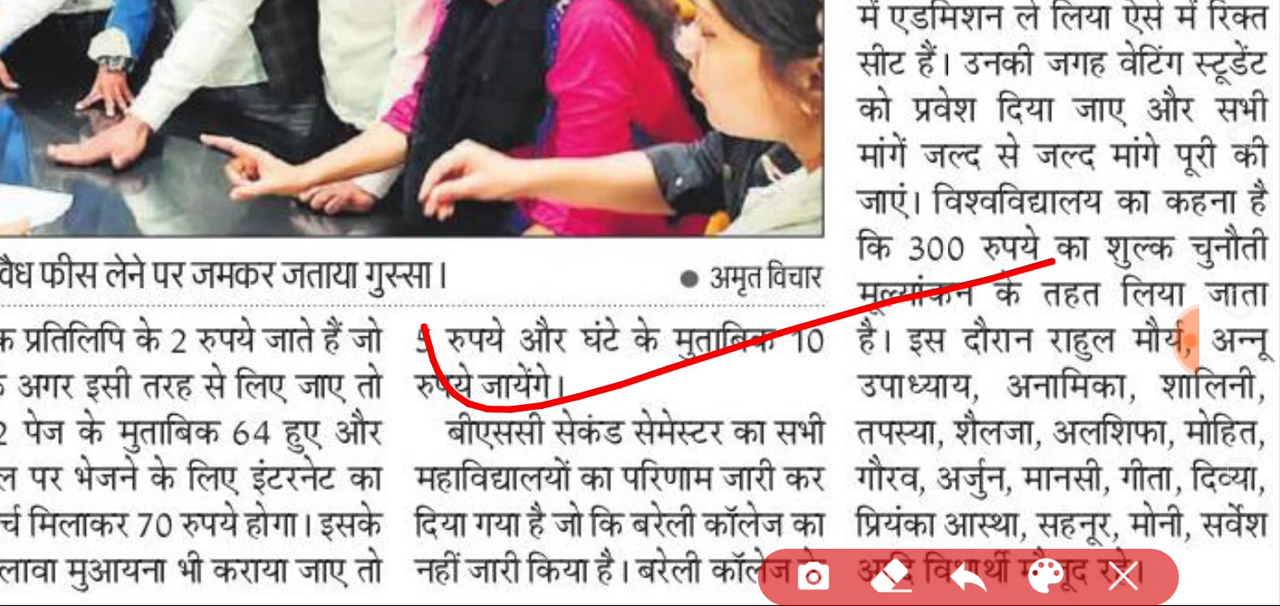 वैध फीस लेने पर जमकर जताया गुस्सा।
● अमृत विचार
प्रतिलिपि के 2 रुपये जाते हैं जो
अगर इसी तरह से लिए जाए तो
2 पेज के मुताबिक 64 हुए और
पर भेजने के लिए इंटरनेट का
र्च मिलाकर 70 रुपये होगा। इसके
लावा मुआयना भी कराया जाए तो
5 रुपये और घंटे के मुताबिक 10
रुपये जायेंगे।
बीएससी सेकंड सेमेस्टर का सभी
महाविद्यालयों का परिणाम जारी कर
दिया गया है जो कि बरेली कॉलेज का
नहीं जारी किया है। बरेली कॉलेज
में एडमिशन ले लिया ऐसे में रिक्त
सीट हैं। उनकी जगह वेटिंग स्टूडेंट
को प्रवेश दिया जाए और सभी
मांगें जल्द से जल्द मांगे पूरी की
जाएं। विश्वविद्यालय का कहना है
कि 300 रुपये का शुल्क चुनौती
मूल्यांकन के तहत लिया जाता
है। इस दौरान राहुल मौर्य, अन्नू
उपाध्याय, अनामिका, शालिनी,
तपस्या, शैलजा, अलशिफा, मोहित,
गौरव, अर्जुन, मानसी, गीता, दिव्या,
प्रियंका आस्था, सहनूर, मोनी, सर्वेश
आदि विद्यार्थी मौजूद रहे।